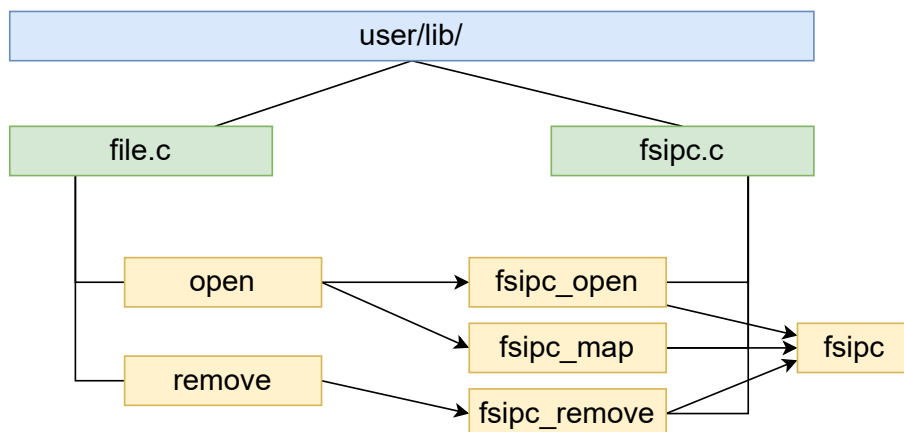 user/lib/
file.c
fsipc.c
open
fsipc_open
fsipc_map
fsipc
remove
fsipc_remove